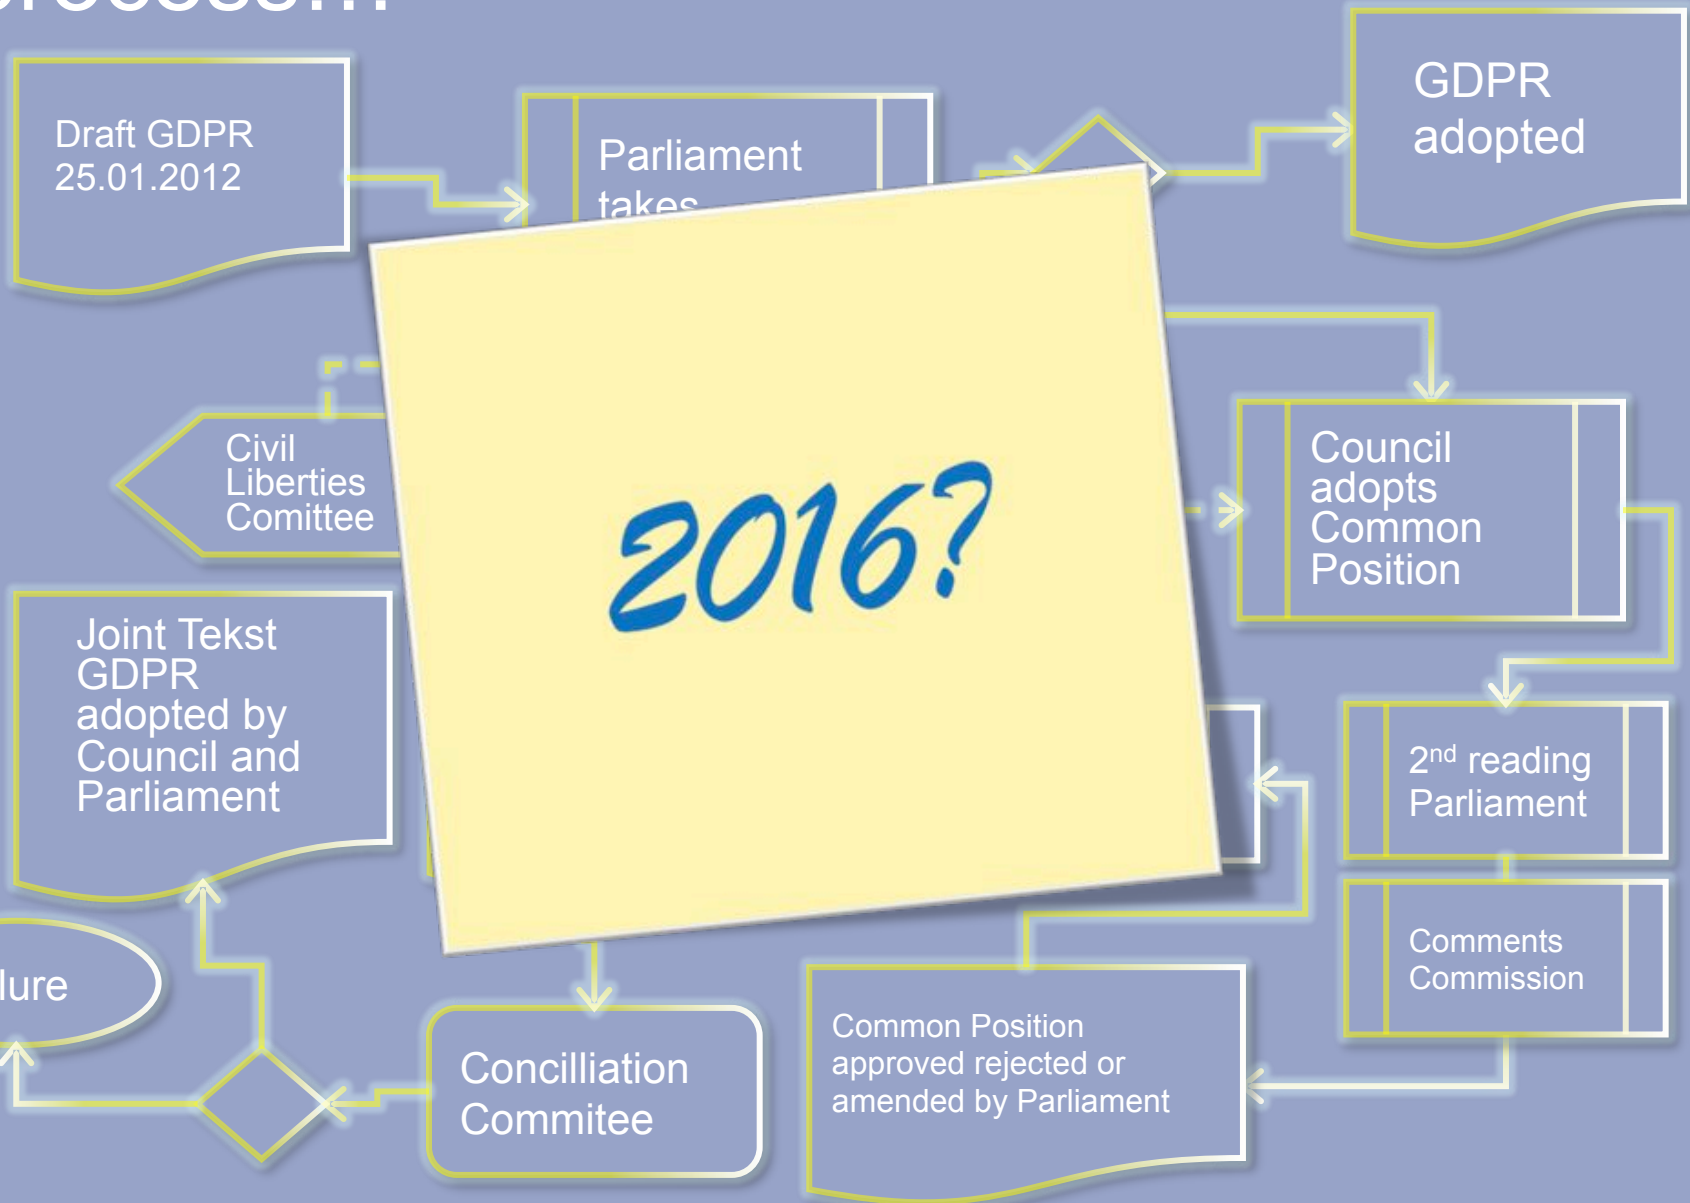 Draft GDPR
25.01.2012
Parliament
takes
GDPR
adopted
Civil
Liberties
Comittee
2016?
Council
adopts
Common
Position
Joint Tekst
GDPR
adopted by
Council and
Parliament
2nd reading
Parliament
Comments
Commission
lure
Concilliation
Commitee
Common Position
approved rejected or
amended by Parliament